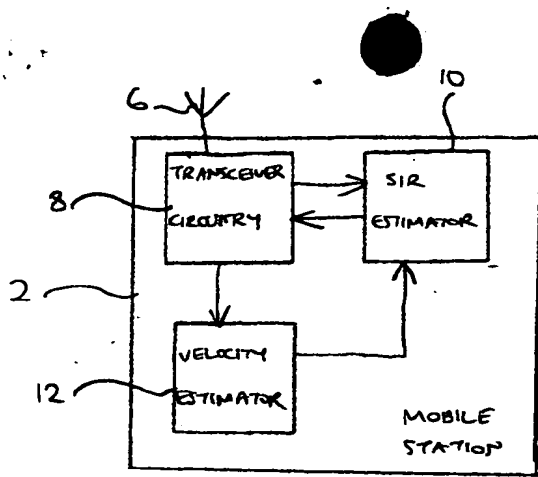 10
6
TRANSCEIVER
CIRCUITRY
8
SIR
ESTIMATOR
2
VELOCITY
ESTIMATOR
12
MOBILE
STATION